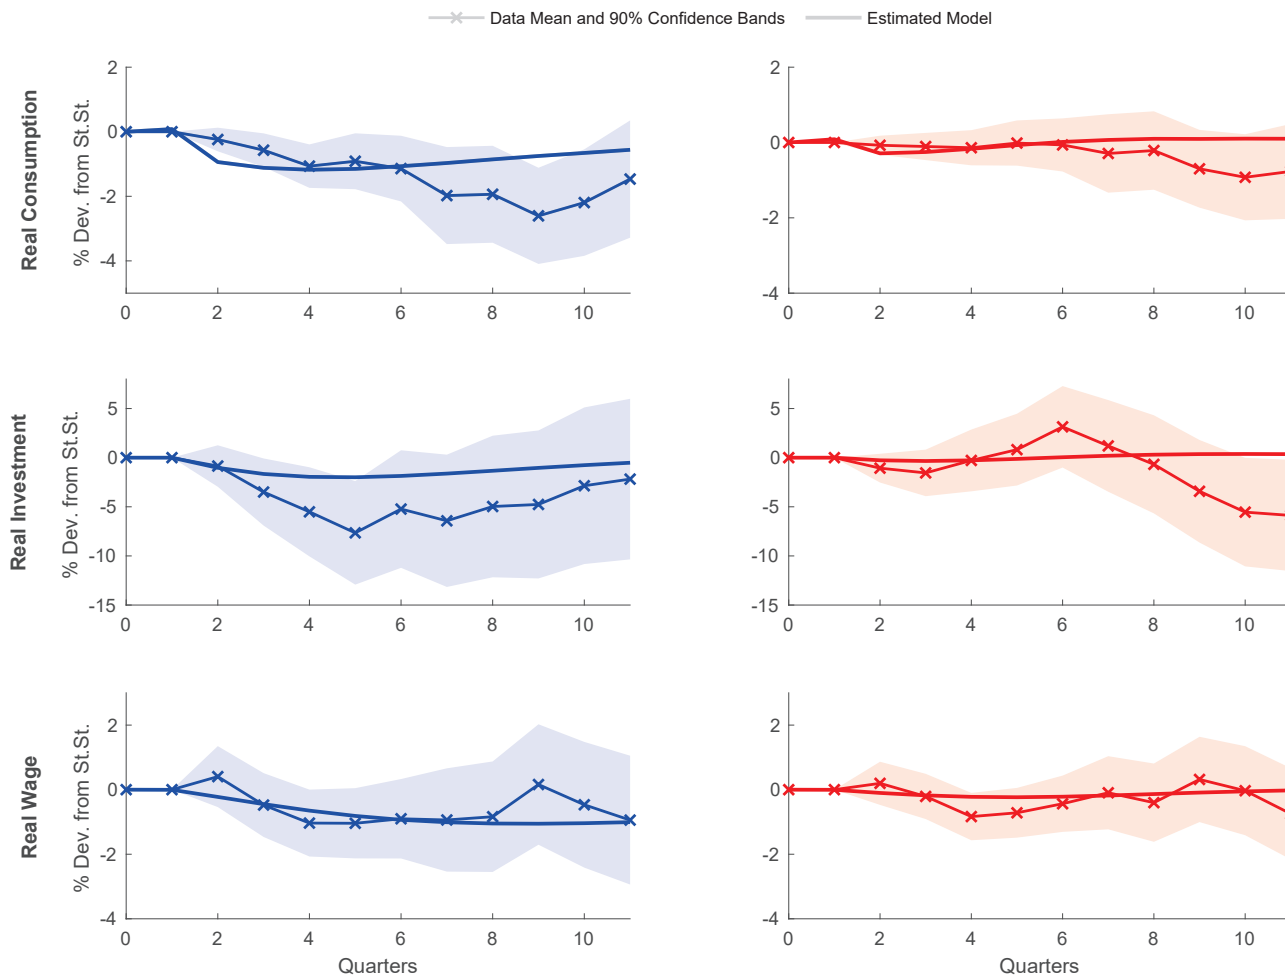 Data Mean and 90% Confidence Bands Estimated Model
Real Consumption
% Dev. from St.St.
2
0
-2
-4
0 2 4 6 8 10
2
0
-2
-4
0 2 4 6 8 10
Real Investment
% Dev. from St.St.
5
0
-5
-10
-15
0 2 4 6 8 10
5
0
-5
-10
-15
0 2 4 6 8 10
Real Wage
% Dev. from St.St.
2
0
-2
-4
0 2 4 6 8 10
Quarters
2
0
-2
-4
0 2 4 6 8 10
Quarters